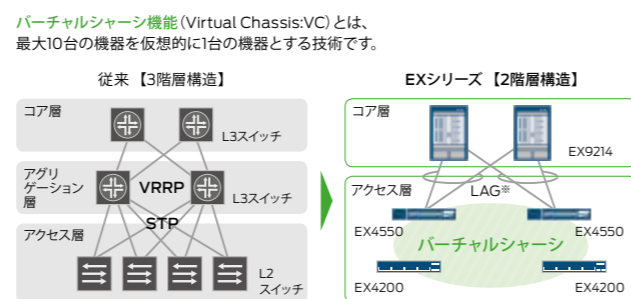 バーチャルシャーシ機能(Virtual Chassis:VC)とは、
最大10台の機器を仮想的に1台の機器とする技術です。
従来 【3階層構造】
コア層
L3スイッチ
アグリ
ゲーション
層
VRRP
L3スイッチ
STP
アクセス層
L2
スイッチ
EXシリーズ 【2階層構造】
コア層
EX9214
アクセス層
LAG※
EX4550
EX4550
バーチャルシャーシ
EX4200
EX4200